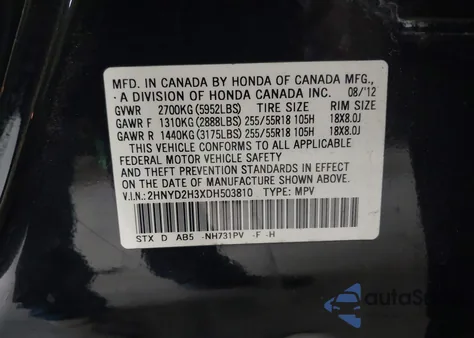 MFD. IN CANADA BY HONDA OF CANADA MFG.,
A DIVISION OF HONDA CANADA INC. 08/'12
GVWR 2700KG (5952LBS) TIRE SIZE RIM SIZE
GAWR F 1310KG (2888LBS) 255/55R18 105H 18X8.0J
GAWR R 1440KG (3175LBS) 255/55R18 105H 18X8.0J
THIS VEHICLE CONFORMS TO ALL APPLICABLE
FEDERAL MOTOR VEHICLE SAFETY
AND THEFT PREVENTION STANDARDS IN EFFECT
ON THE DATE OF MANUFACTURE SHOWN ABOVE.
V.I.N.: 2HNYD2H3XDH503810 TYPE: MPV
STX D AB5 -NH731PV -F -H